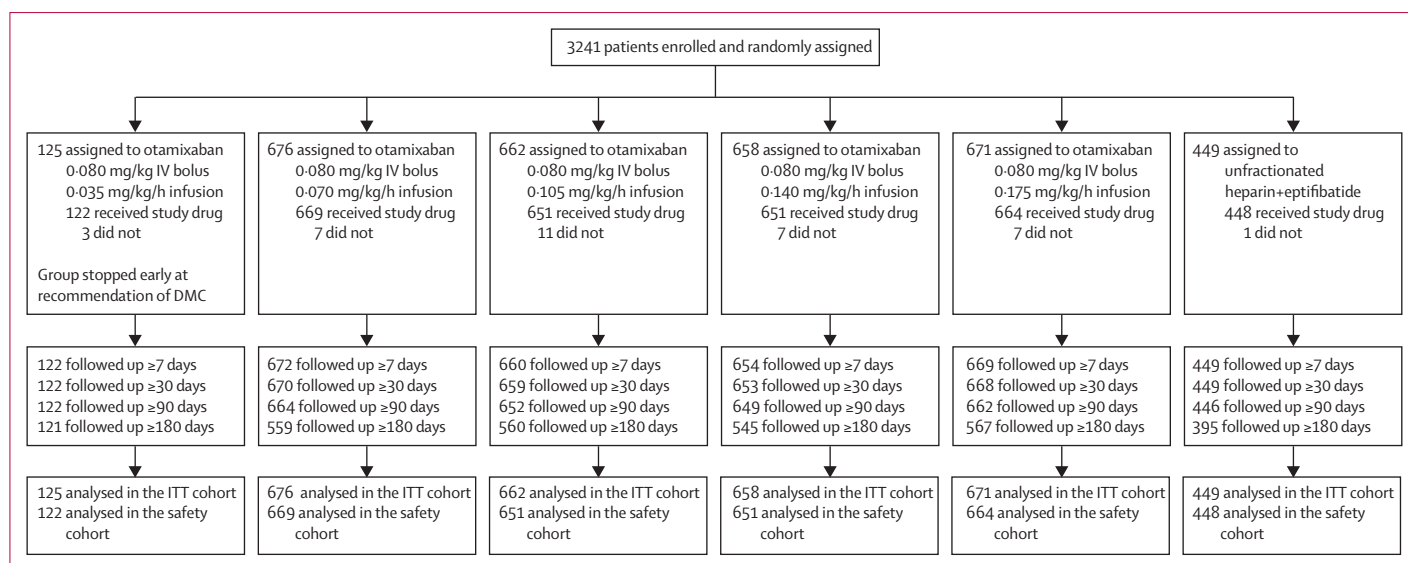 3241 patients enrolled and randomly assigned
125 assigned to otamixaban
0·080 mg/kg IV bolus
0·035 mg/kg/h infusion
122 received study drug
3 did not
Group stopped early at
recommendation of DMC
676 assigned to otamixaban
0·080 mg/kg IV bolus
0·070 mg/kg/h infusion
669 received study drug
7 did not
662 assigned to otamixaban
0·080 mg/kg IV bolus
0·105 mg/kg/h infusion
651 received study drug
11 did not
658 assigned to otamixaban
0·080 mg/kg IV bolus
0·140 mg/kg/h infusion
651 received study drug
7 did not
671 assigned to otamixaban
0·080 mg/kg IV bolus
0·175 mg/kg/h infusion
664 received study drug
7 did not
449 assigned to
unfractionated
heparin+eptifibatide
448 received study drug
1 did not
122 followed up ≥7 days
122 followed up ≥30 days
122 followed up ≥90 days
121 followed up ≥180 days
672 followed up ≥7 days
670 followed up ≥30 days
664 followed up ≥90 days
559 followed up ≥180 days
660 followed up ≥7 days
659 followed up ≥30 days
652 followed up ≥90 days
560 followed up ≥180 days
654 followed up ≥7 days
653 followed up ≥30 days
649 followed up ≥90 days
545 followed up ≥180 days
669 followed up ≥7 days
668 followed up ≥30 days
662 followed up ≥90 days
567 followed up ≥180 days
449 followed up ≥7 days
449 followed up ≥30 days
446 followed up ≥90 days
395 followed up ≥180 days
125 analysed in the ITT cohort
122 analysed in the safety
cohort
676 analysed in the ITT cohort
669 analysed in the safety
cohort
662 analysed in the ITT cohort
651 analysed in the safety
cohort
658 analysed in the ITT cohort
651 analysed in the safety
cohort
671 analysed in the ITT cohort
664 analysed in the safety
cohort
449 analysed in the ITT cohort
448 analysed in the safety
cohort